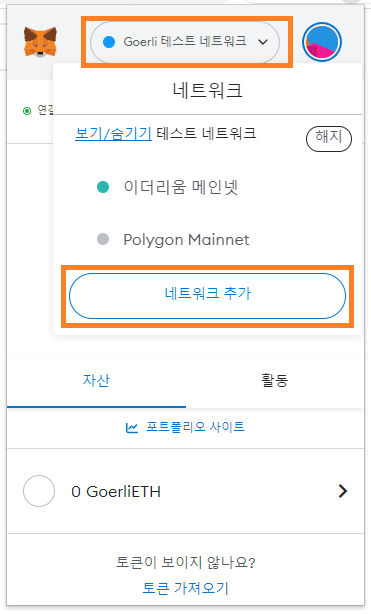 Goerli 테스트 네트워크
네트워크
보기/숨기기 테스트 네트워크
해지
이더리움 메인넷
Polygon Mainnet
네트워크 추가
자산
활동
포트폴리오 사이트
0 GoerliETH
토큰이 보이지 않나요?
토큰 가져오기